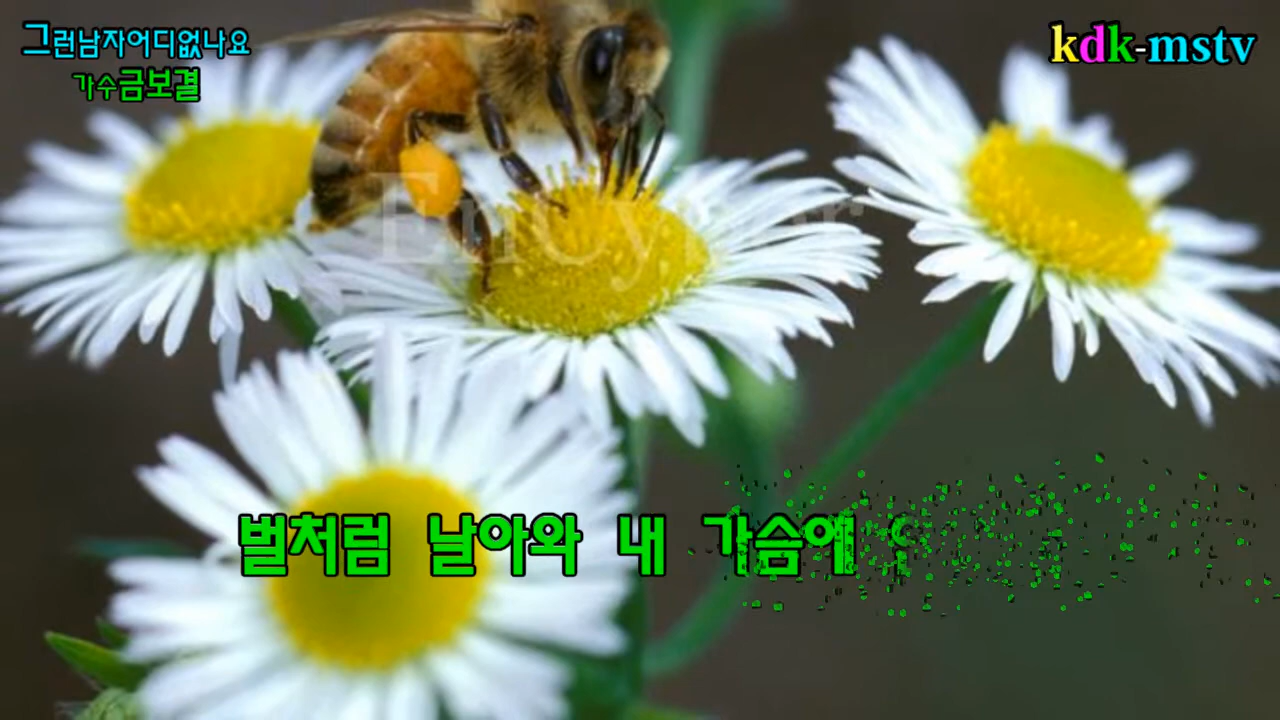 그런남자어디없나요
가수금보결
kdk-mstv
벌처럼 날아와 내 가슴에